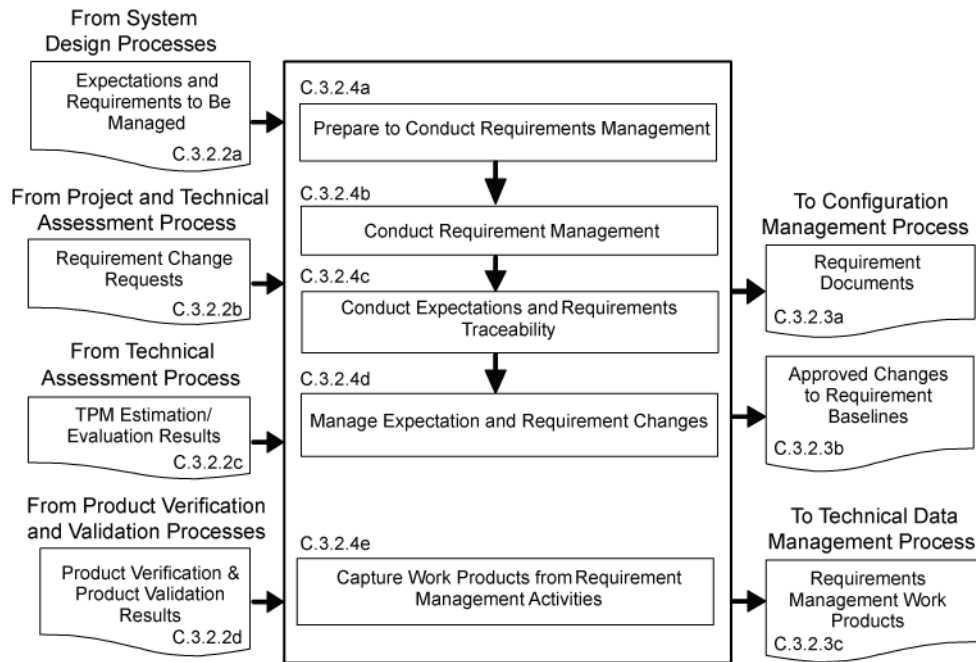 From System
Design Processes
Expectations and
Requirements to Be
Managed
C.3.2.2a
From Project and Technical
Assessment Process
Requirement Change
Requests
C.3.2.2b
From Technical
Assessment Process
TPM Estimation/
Evaluation Results
C.3.2.2c
From Product Verification
and Validation Processes
Product Verification &
Product Validation
Results
C.3.2.2d
C.3.2.4a
Prepare to Conduct Requirements Management
C.3.2.4b
Conduct Requirement Management
C.3.2.4c
Conduct Expectations and Requirements
Traceability
C.3.2.4d
Manage Expectation and Requirement Changes
C.3.2.4e
Capture Work Products from Requirement
Management Activities
To Configuration
Management Process
Requirement
Documents
C.3.2.3a
Approved Changes
to Requirement
Baselines
C.3.2.3b
To Technical Data
Management Process
Requirements
Management Work
Products
C.3.2.3c